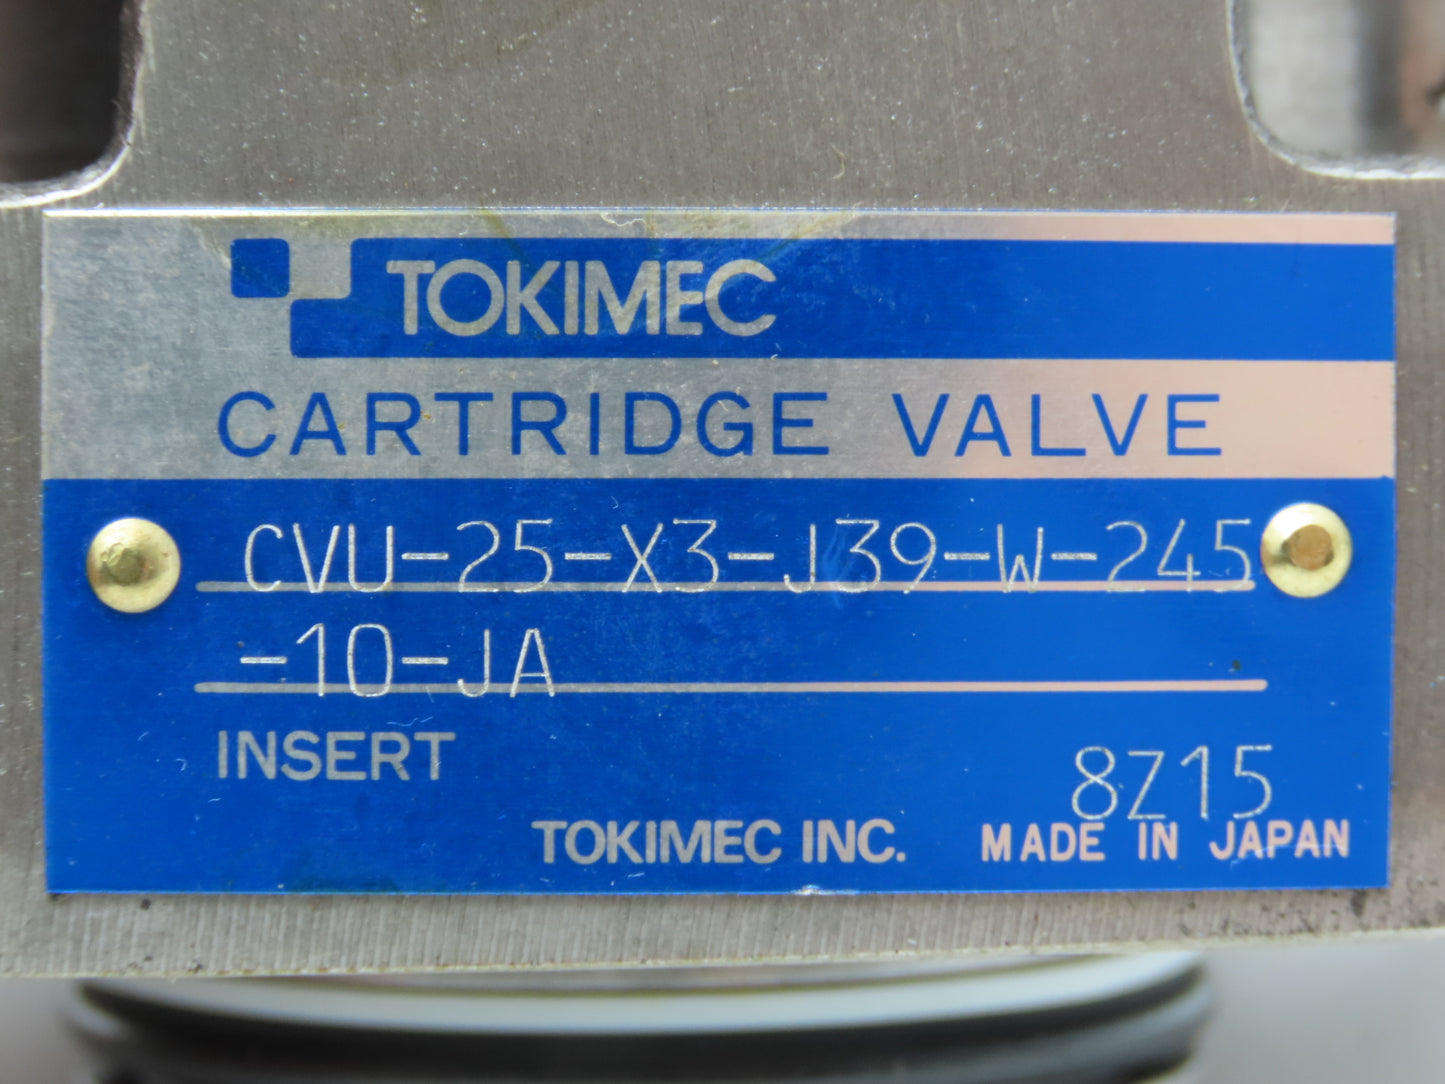 TOKIMEC
CARTRIDGE VALVE
CVU-25-X3-J39-W-245
-10-JA
INSERT
8Z15
TOKIMEC INC. MADE IN JAPAN